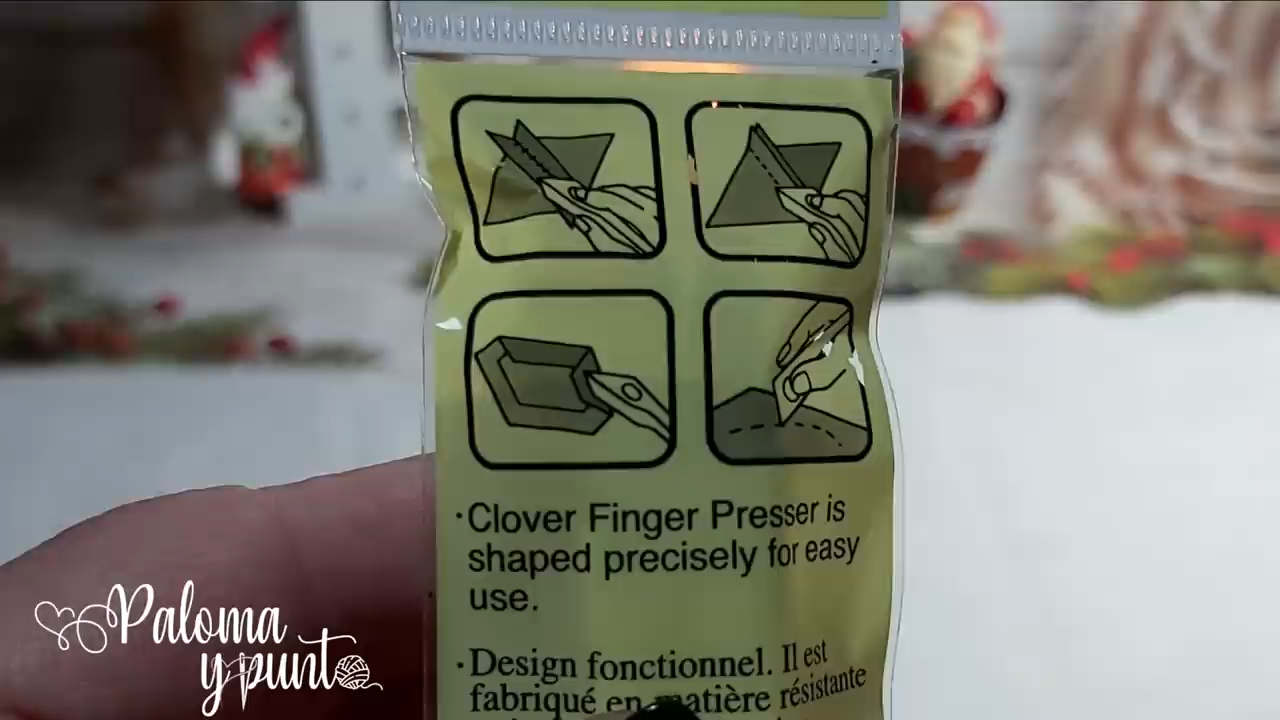 ·Clover Finger Presser is
shaped precisely for easy
use.
·Design fonctionnel. Il est
fabriqué en matière résistante
Paloma
y punto